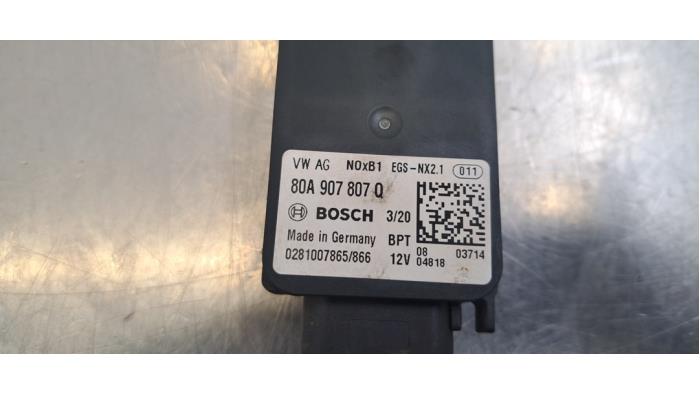 VW AG NOxB1 EGS-NX2.1 011
80A 907 807 Q
BOSCH 3/20
Made in Germany BPT 08 03714
0281007865/866 12V 04818